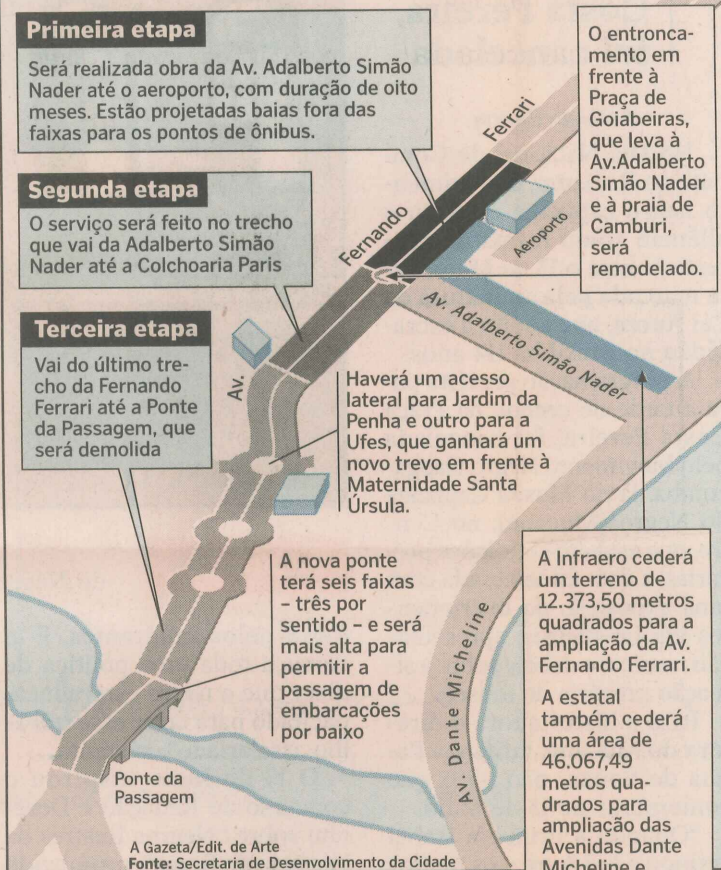 Primeira etapa
Será realizada obra da Av. Adalberto Simão
Nader até o aeroporto, com duração de oito
meses. Estão projetadas baias fora das
faixas para os pontos de ônibus.
Segunda etapa
O serviço será feito no trecho
que vai da Adalberto Simão
Nader até a Colchoaria Paris
Terceira etapa
Vai do último tre-
cho da Fernando
Ferrari até a Ponte
da Passagem, que
será demolida
O entronca-
mento em
frente à
Praça de
Goiabeiras,
que leva à
Av.Adalberto
Simão Nader
e à praia de
Camburi,
será
remodelado.
Av.
Fernando
Ferrari
Aeroporto
Av. Adalberto Simão Nader
Haverá um acesso
lateral para Jardim da
Penha e outro para a
Ufes, que ganhará um
novo trevo em frente à
Maternidade Santa
Úrsula.
A nova ponte
terá seis faixas
– três por
sentido – e será
mais alta para
permitir a
passagem de
embarcações
por baixo
Av. Dante Micheline
A Infraero cederá
um terreno de
12.373,50 metros
quadrados para a
ampliação da Av.
Fernando Ferrari.
A estatal
também cederá
uma área de
46.067,49
metros qua-
drados para
ampliação das
Avenidas Dante
Micheline e
Ponte da
Passagem
A Gazeta/Edit. de Arte
Fonte: Secretaria de Desenvolvimento da Cidade